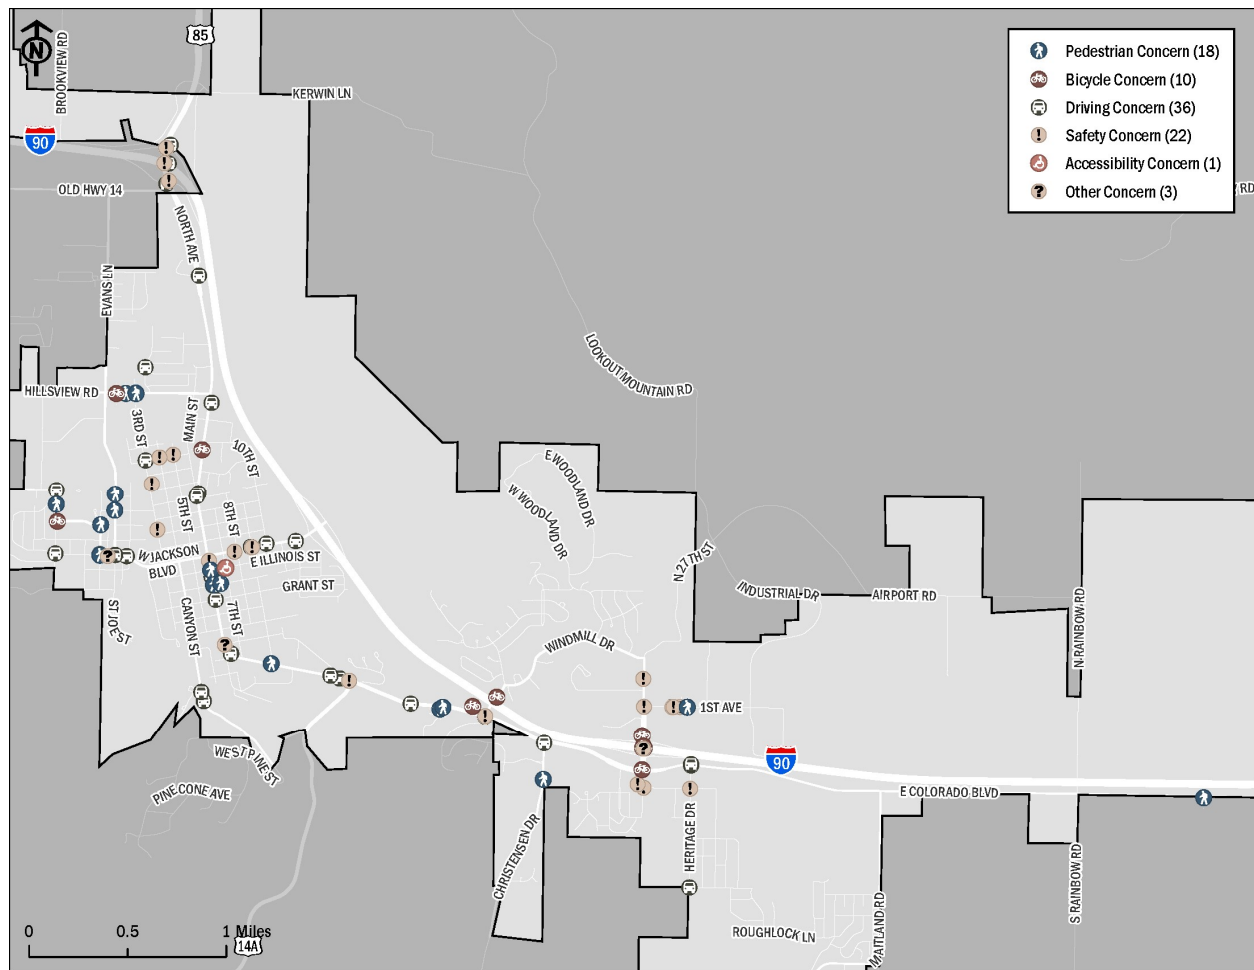 85
BROOKVIEW RD
N
KERWIN LN
90
OLD HWY 14
NORTH AVE
EVANS LN
Pedestrian Concern (18)
Bicycle Concern (10)
Driving Concern (36)
Safety Concern (22)
Accessibility Concern (1)
Other Concern (3)
RD
LOOKOUT MOUNTAIN RD
HILLSVIEW RD
3RD ST
MAIN ST
10TH ST
E WOODLAND DR
W WOODLAND DR
5TH ST
8TH ST
W JACKSON
BLVD
E ILLINOIS ST
GRANT ST
N 27TH ST
INDUSTRIAL DR
AIRPORT RD
N RAINBOW RD
ST JOE ST
CANYON ST
7TH ST
WINDMILL DR
1ST AVE
WEST PINE ST
PINE CONE AVE
90
E COLORADO BLVD
CHRISTENSEN DR
HERITAGE DR
S RAINBOW RD
MAITLAND RD
ROUGHLOCK LN
0 0.5 1 Miles
14A